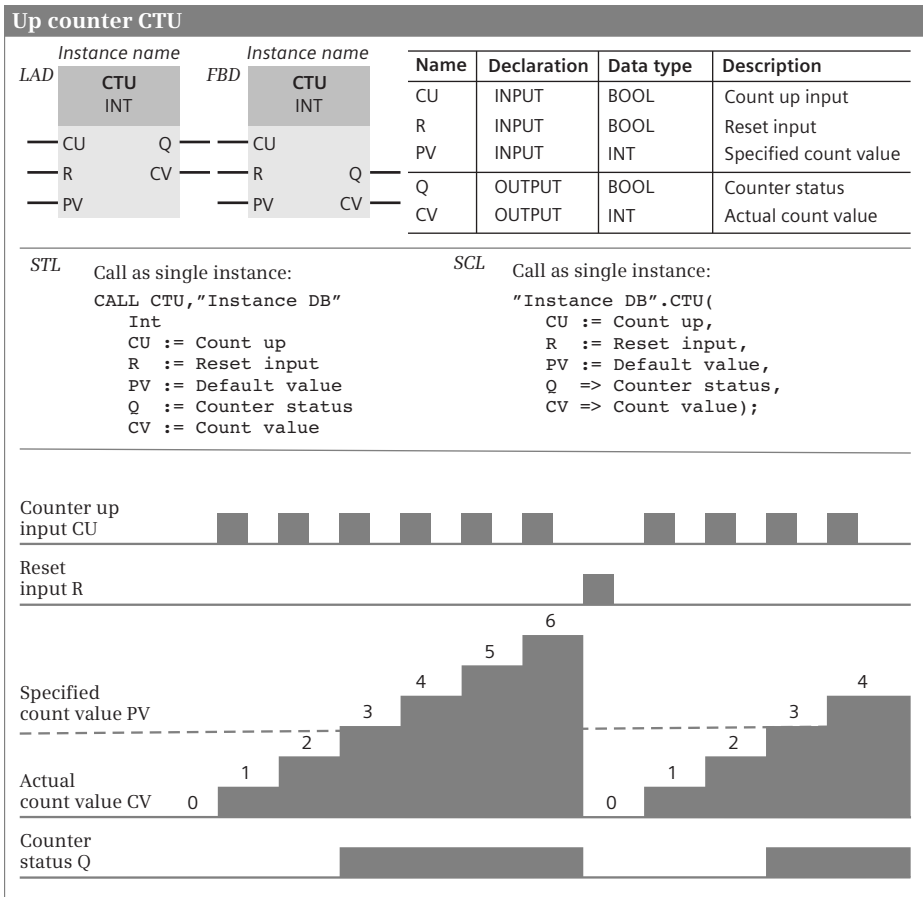 Up counter CTU
Instance name
Instance name
LAD
CTU
INT
CU Q
R CV
PV
FBD
CTU
INT
CU
R Q
PV CV
Name Declaration Data type Description
CU INPUT BOOL Count up input
R INPUT BOOL Reset input
PV INPUT INT Specified count value
Q OUTPUT BOOL Counter status
CV OUTPUT INT Actual count value
STL Call as single instance:
CALL CTU,"Instance DB"
Int
CU := Count up
R := Reset input
PV := Default value
Q := Counter status
CV := Count value
SCL Call as single instance:
"Instance DB".CTU(
CU := Count up,
R := Reset input,
PV := Default value,
Q => Counter status,
CV => Count value);
Counter up
input CU
Reset
input R
Specified
count value PV
Actual
count value CV
0
1
2
3
4
5
6
0
1
2
3
4
Counter
status Q